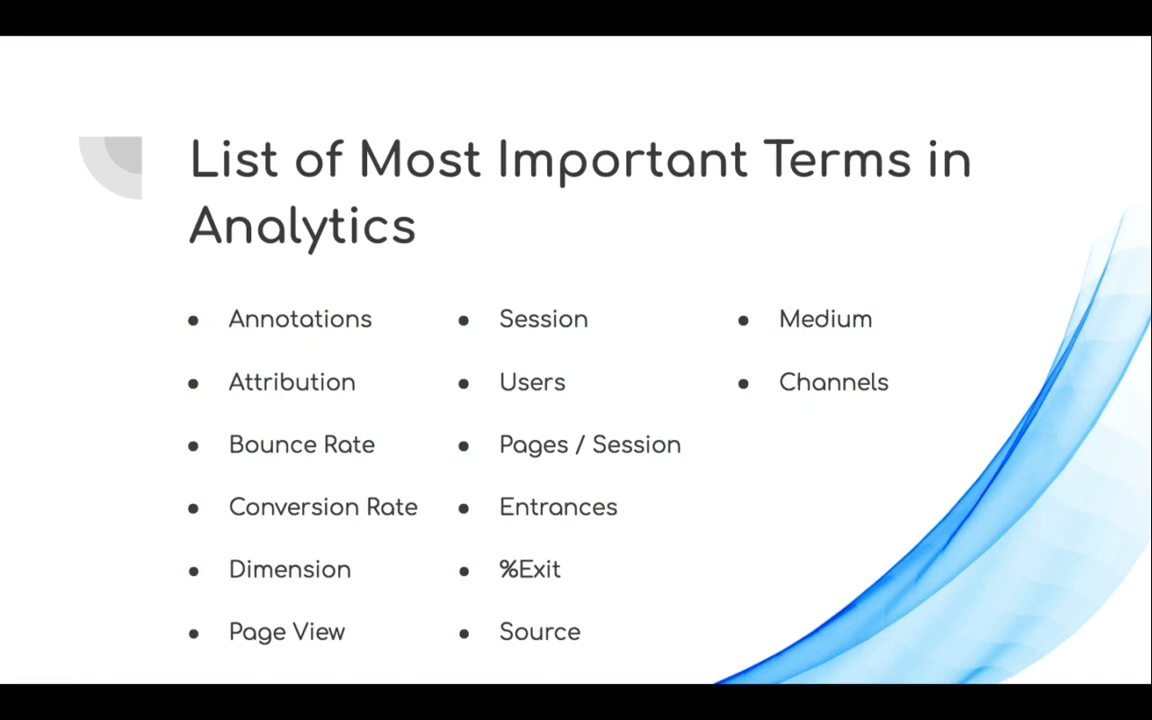 List of Most Important Terms in
Analytics
Annotations
Attribution
Bounce Rate
Conversion Rate
Dimension
Page View
Session
Users
Pages / Session
Entrances
%Exit
Source
Medium
Channels